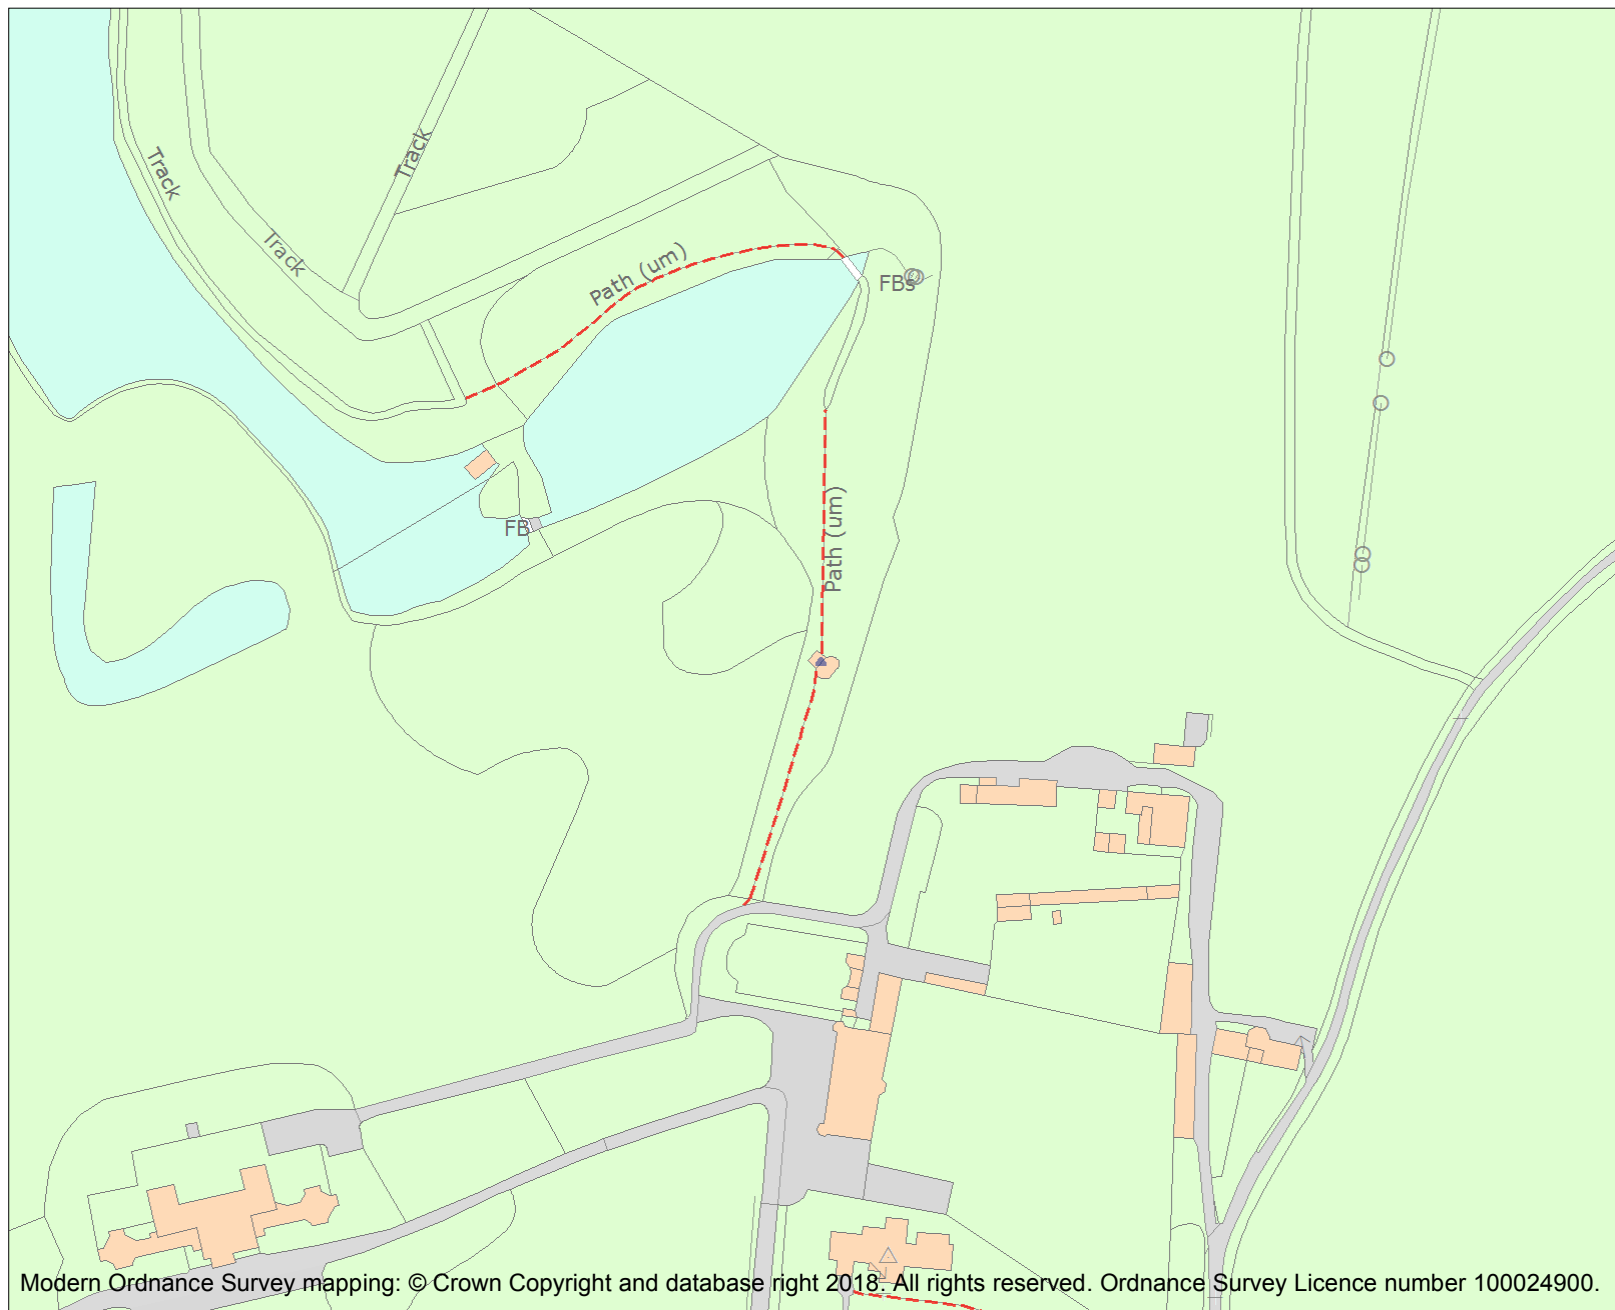 Track
Track
Track
Path (um)
FBs
Path (um)
FB
Modern Ordnance Survey mapping: © Crown Copyright and database right 2018. All rights reserved. Ordnance Survey Licence number 100024900.